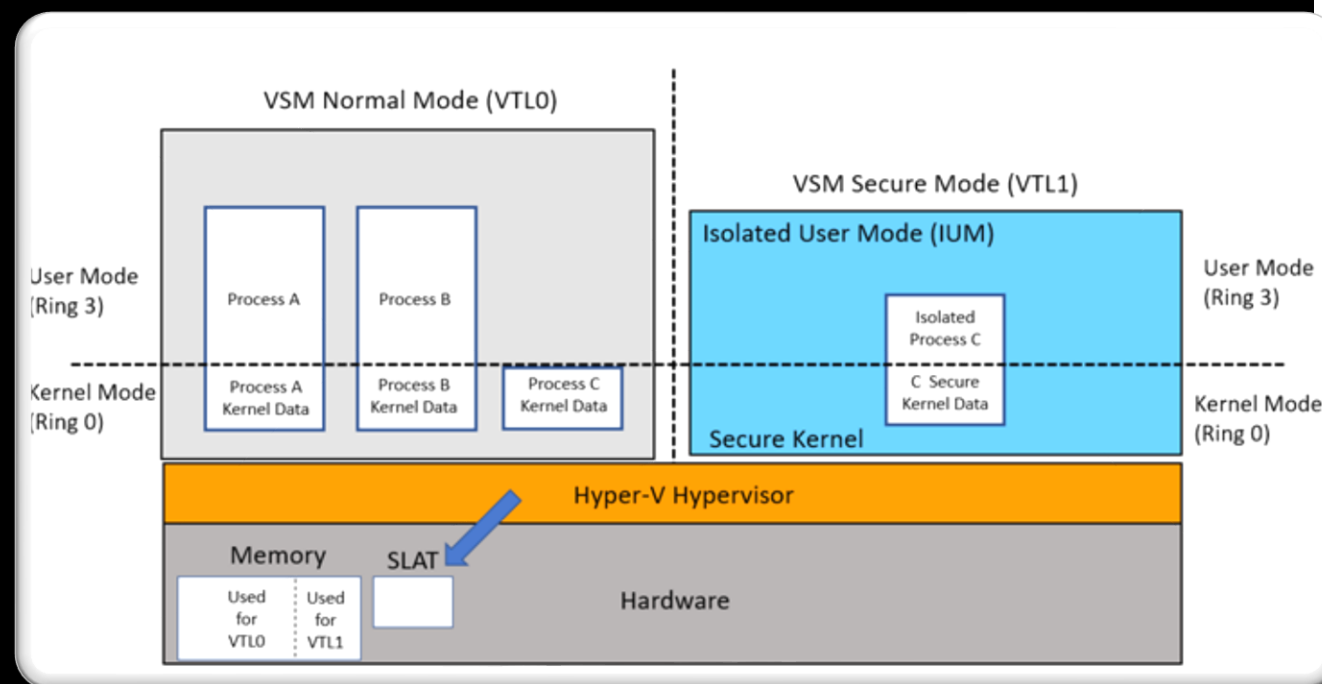 VSM Normal Mode (VTL0)
VSM Secure Mode (VTL1)
Isolated User Mode (IUM)
User Mode
(Ring 3)
Process A
Process B
Isolated
Process C
User Mode
(Ring 3)
Kernel Mode
(Ring 0)
Process A
Kernel Data
Process B
Kernel Data
Process C
Kernel Data
C Secure
Kernel Data
Secure Kernel
Kernel Mode
(Ring 0)
Hyper-V Hypervisor
Memory
SLAT
Used
for
VTL0
Used
for
VTL1
Hardware